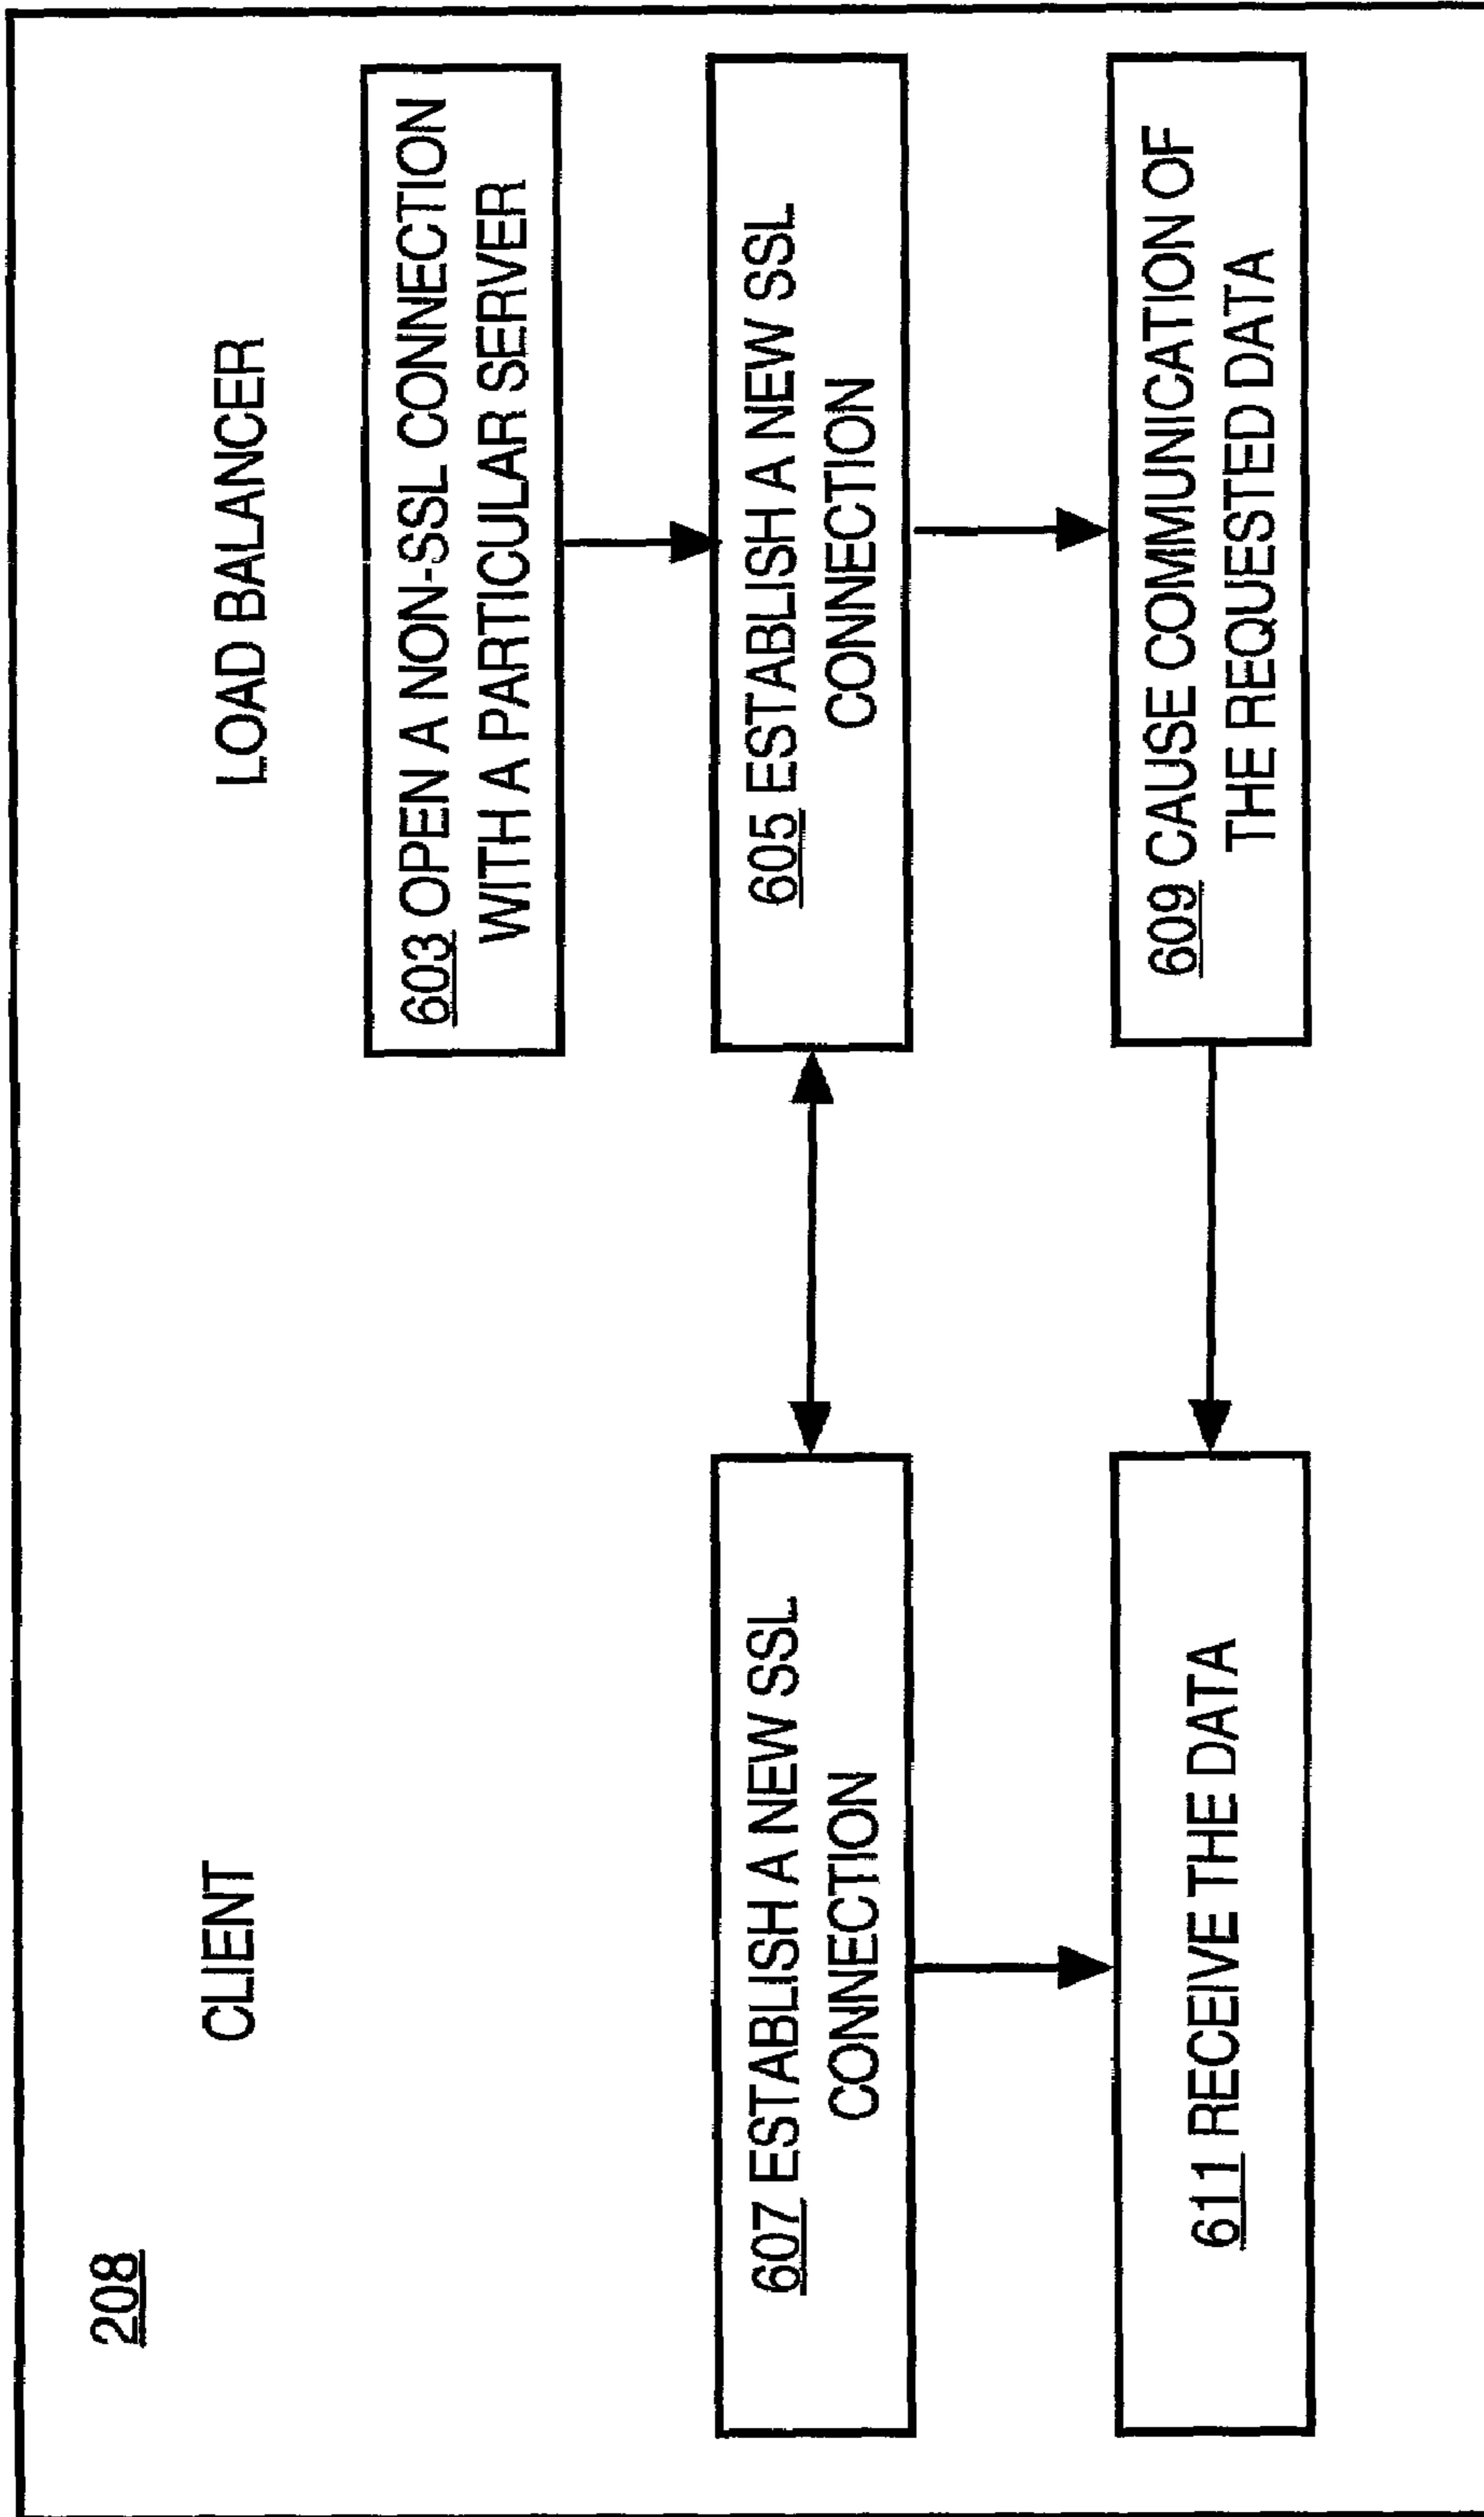 208
CLIENT
LOAD BALANCER
603 OPEN A NON-SSL CONNECTION
WITH A PARTICULAR SERVER
607 ESTABLISH A NEW SSL
CONNECTION
605 ESTABLISH A NEW SSL
CONNECTION
611 RECEIVE THE DATA
609 CAUSE COMMUNICATION OF
THE REQUESTED DATA